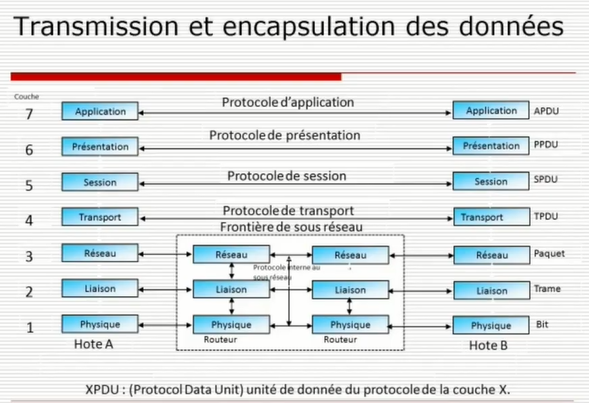 Transmission et encapsulation des données
Couche
7 Application Protocole d'application Application APDU
6 Présentation Protocole de présentation Présentation PPDU
5 Session Protocole de session Session SPDU
4 Transport Protocole de transport Transport TPDU
Frontière de sous réseau
3 Réseau Réseau Réseau Réseau Paquet
Protocole interne au
sous réseau
2 Liaison Liaison Liaison Liaison Trame
1 Physique Physique Physique Physique Bit
Hote A Routeur Routeur Hote B
XPDU : (Protocol Data Unit) unité de donnée du protocole de la couche X.